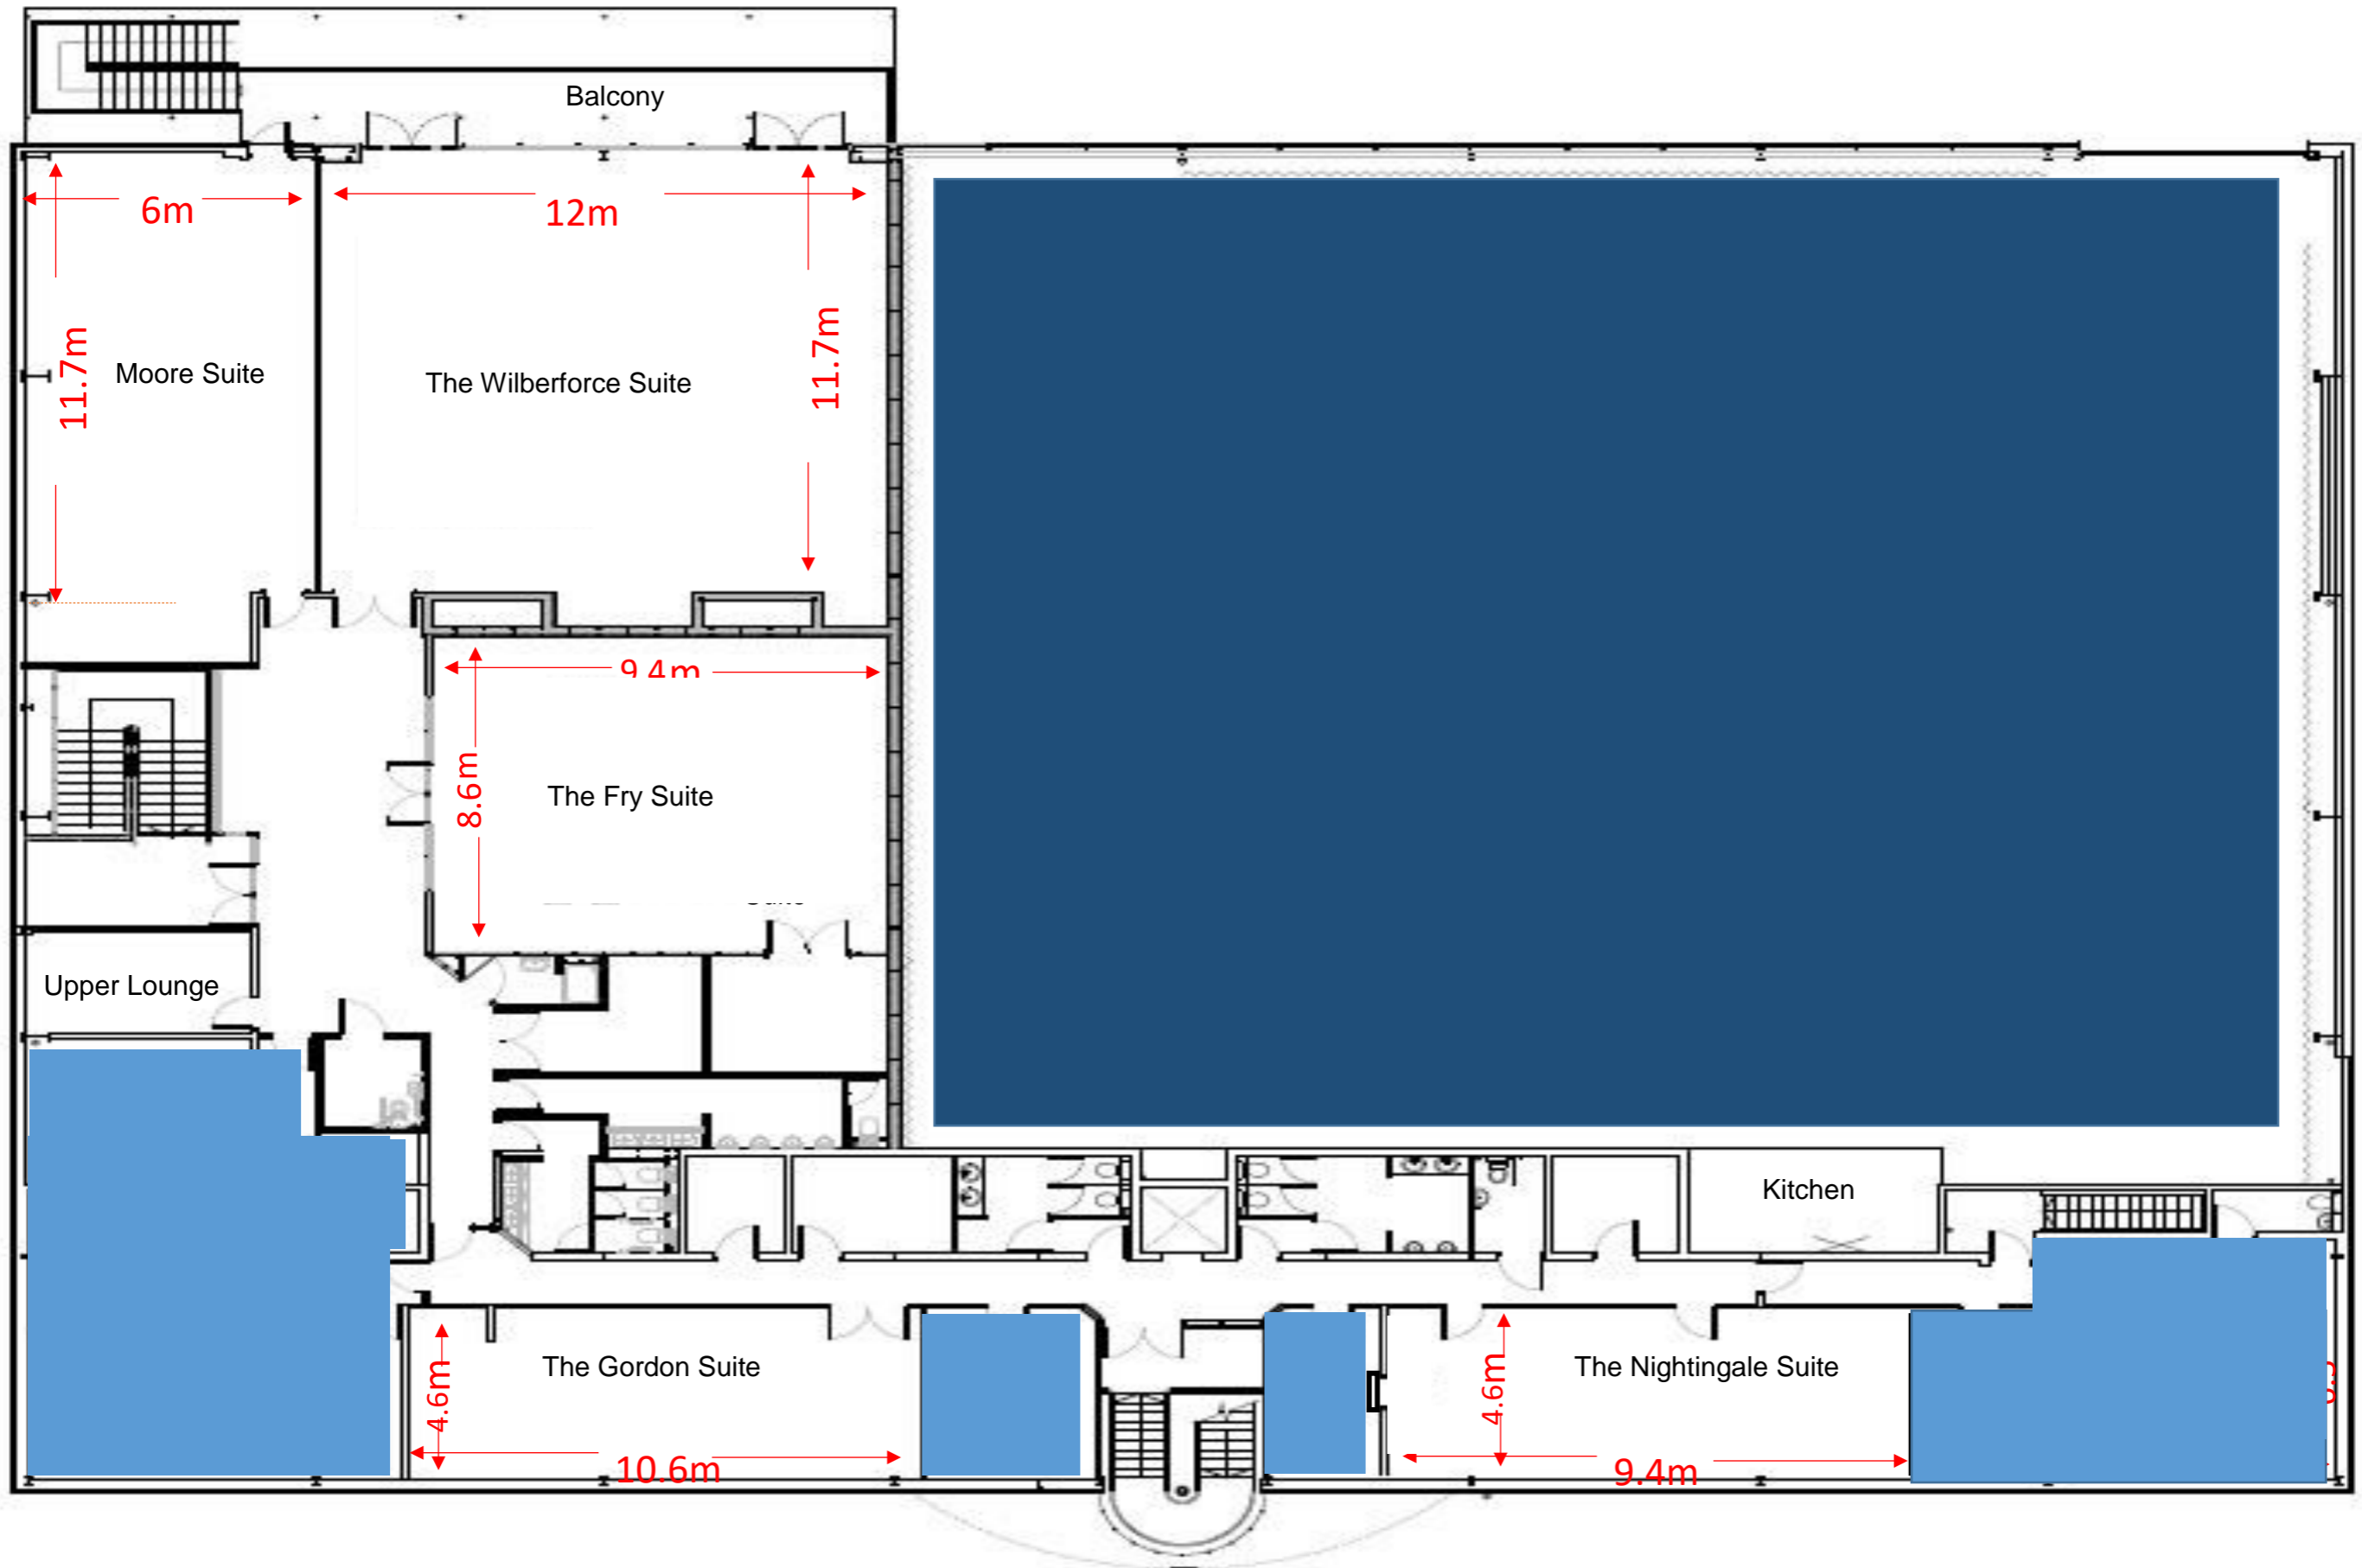 Balcony
6m
12m
11.7m
Moore Suite
The Wilberforce Suite
11.7m
9.4m
8.6m
The Fry Suite
Upper Lounge
Kitchen
4.6m
The Gordon Suite
10.6m
4.6m
The Nightingale Suite
9.4m